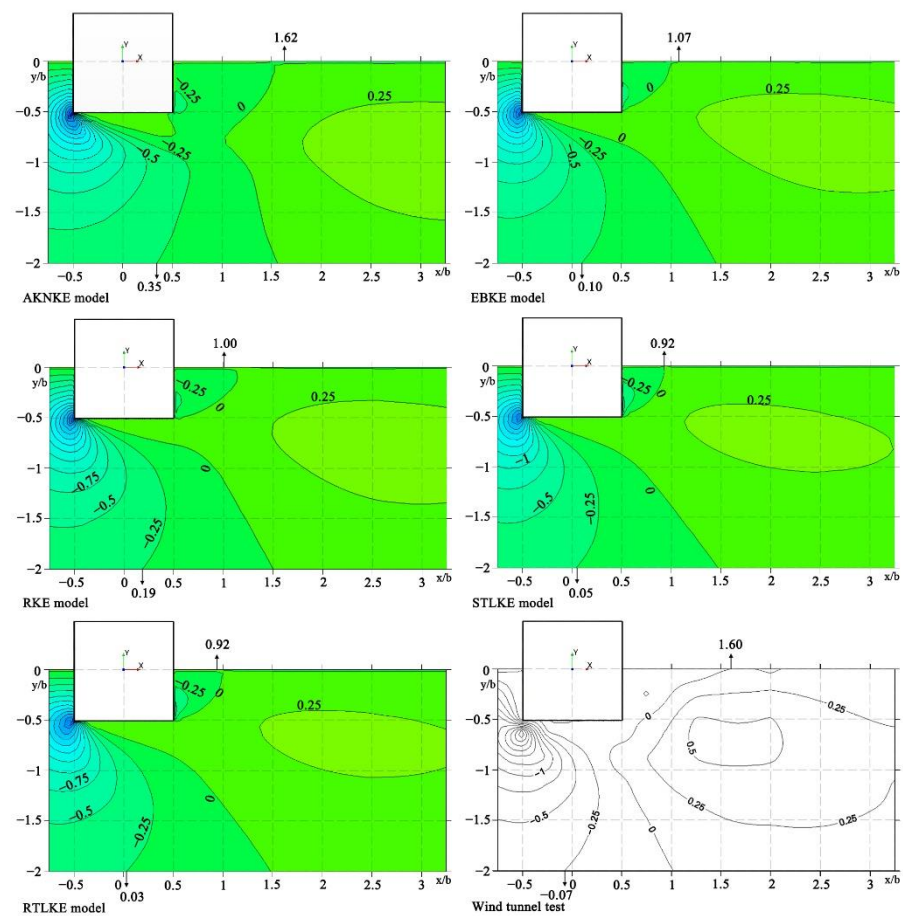 1.62
Y
X
0
y/b
−0.5
−1
−1.5
−2
−0.25
0
0.25
−0.25
−0.5
−0.5 0 0.5 1 1.5 2 2.5 3 x/b
0.35
AKNKE model
1.07
Y
X
0
y/b
−0.5
−1
−1.5
−2
0
0.25
0
−0.25
−0.5
−0.5 0 0.5 1 1.5 2 2.5 3 x/b
0.10
EBKE model
1.00
Y
X
0
y/b
−0.5
−1
−1.5
−2
−0.25
0
0.25
0
−0.75
−0.5
−0.25
−0.5 0 0.5 1 1.5 2 2.5 3 x/b
0.19
RKE model
0.92
Y
X
0
y/b
−0.5
−1
−1.5
−2
−0.25
0
0.25
−1
0
−0.5
−0.25
−0.5 0 0.5 1 1.5 2 2.5 3 x/b
0.05
STLKE model
0.92
Y
X
0
y/b
−0.5
−1
−1.5
−2
−0.25
0
0.25
−0.75
0
−0.5
−0.25
−0.5 0 0.5 1 1.5 2 2.5 3 x/b
0.03
RTLKE model
1.60
Y
X
0
y/b
−0.5
−1
−1.5
−2
0
0.25
0.5
−1
0.25
−0.5
−0.25
0
0.25
−0.5 0 0.5 1 1.5 2 2.5 3 x/b
−0.07
Wind tunnel test